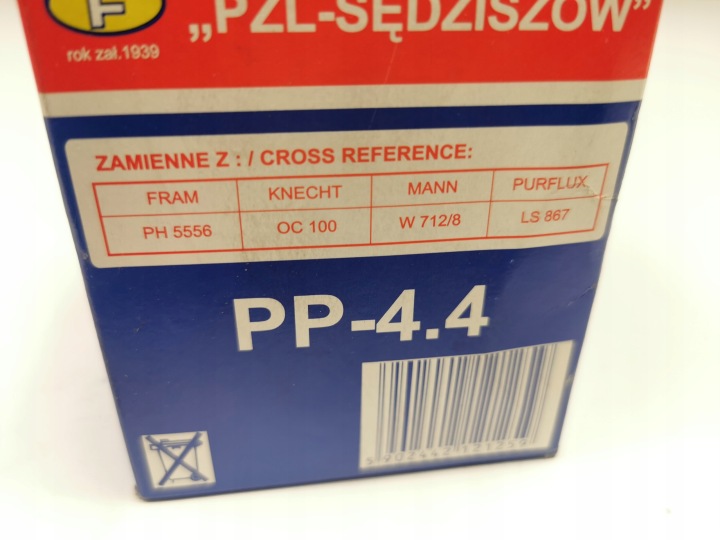 F
„PZL-SĘDZISZÓW”
rok zał.1939
ZAMIENNE Z : / CROSS REFERENCE:
FRAM KNECHT MANN PURFLUX
PH 5556 OC 100 W 712/8 LS 867
PP-4.4
5902442121259